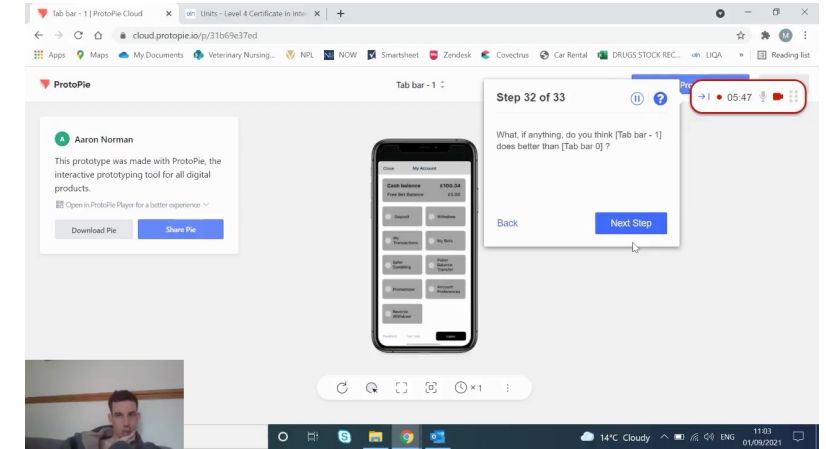 Tab bar - 1 | ProtoPie Cloud
Units - Level 4 Certificate in Inter
cloud.protopie.io/p/31b69e37ed
M
Apps
Maps
My Documents
Veterinary Nursing...
NPL
NOW
Smartsheet
Zendesk
Covectrus
Car Rental
DRUGS STOCK REC...
LIQA
»
Reading list
ProtoPie
Tab bar - 1
Step 32 of 33
05:47
What, if anything, do you think [Tab bar - 1]
does better than [Tab bar 0] ?
Back
Next Step
A
Aaron Norman
This prototype was made with ProtoPie, the
interactive prototyping tool for all digital
products.
Open in ProtoPie Player for a better experience
Download Pie
Share Pie
Close
My Account
Cash balance
£100.34
Free Bet Balance
£5.00
Deposit
Withdraw
My
Transactions
My Bets
Safer
Gambling
Poker
Balance
Transfer
Promotions
Account
Preferences
Reverse
Withdraw
× 1
14°C Cloudy
ENG
11:03
01/09/2021